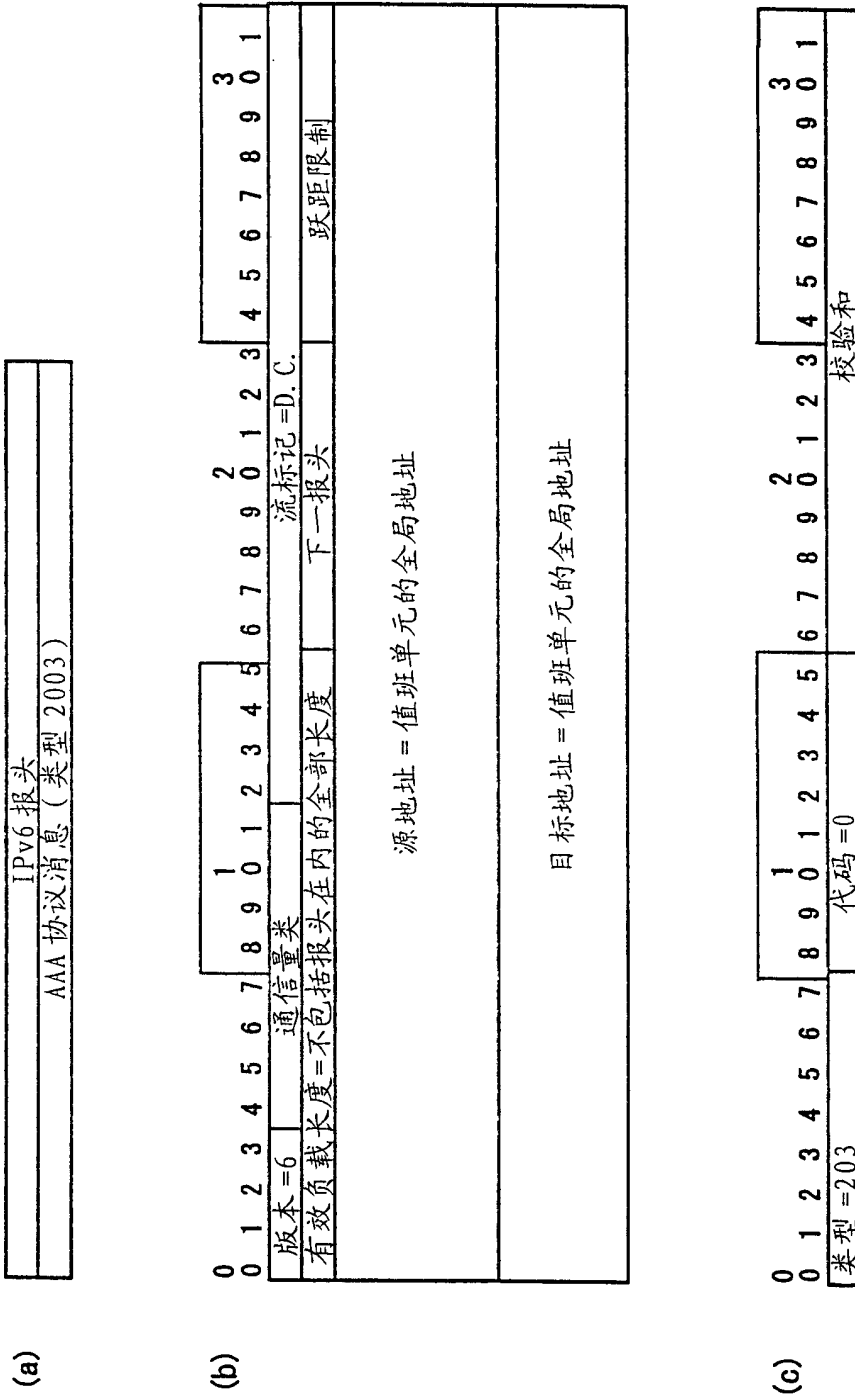 (a)
IPv6 报头
AAA 协议消息 (类型 2003)
(b)
0 1 2 3
0 1 2 3 4 5 6 7 8 9 0 1 2 3 4 5 6 7 8 9 0 1 2 3 4 5 6 7 8 9 0 1
版本=6 通信量类 流标记=D.C.
有效负载长度=不包括报头在内的全部长度 下一报头 跃距限制
源地址=值班单元的全局地址
目标地址=值班单元的全局地址
(c)
0 1 2 3
0 1 2 3 4 5 6 7 8 9 0 1 2 3 4 5 6 7 8 9 0 1 2 3 4 5 6 7 8 9 0 1
类型=203 代码=0 校验和